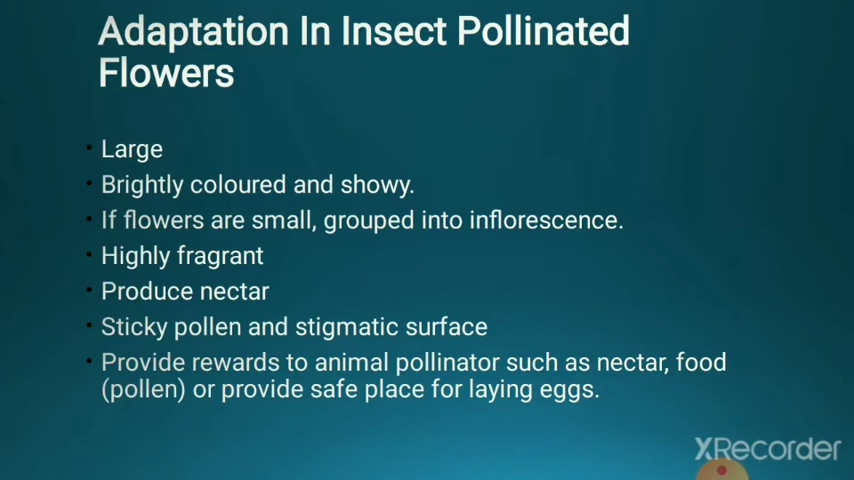 Adaptation In Insect Pollinated
Flowers
• Large
• Brightly coloured and showy.
• If flowers are small, grouped into inflorescence.
• Highly fragrant
• Produce nectar
• Sticky pollen and stigmatic surface
• Provide rewards to animal pollinator such as nectar, food
(pollen) or provide safe place for laying eggs.
XRecorder